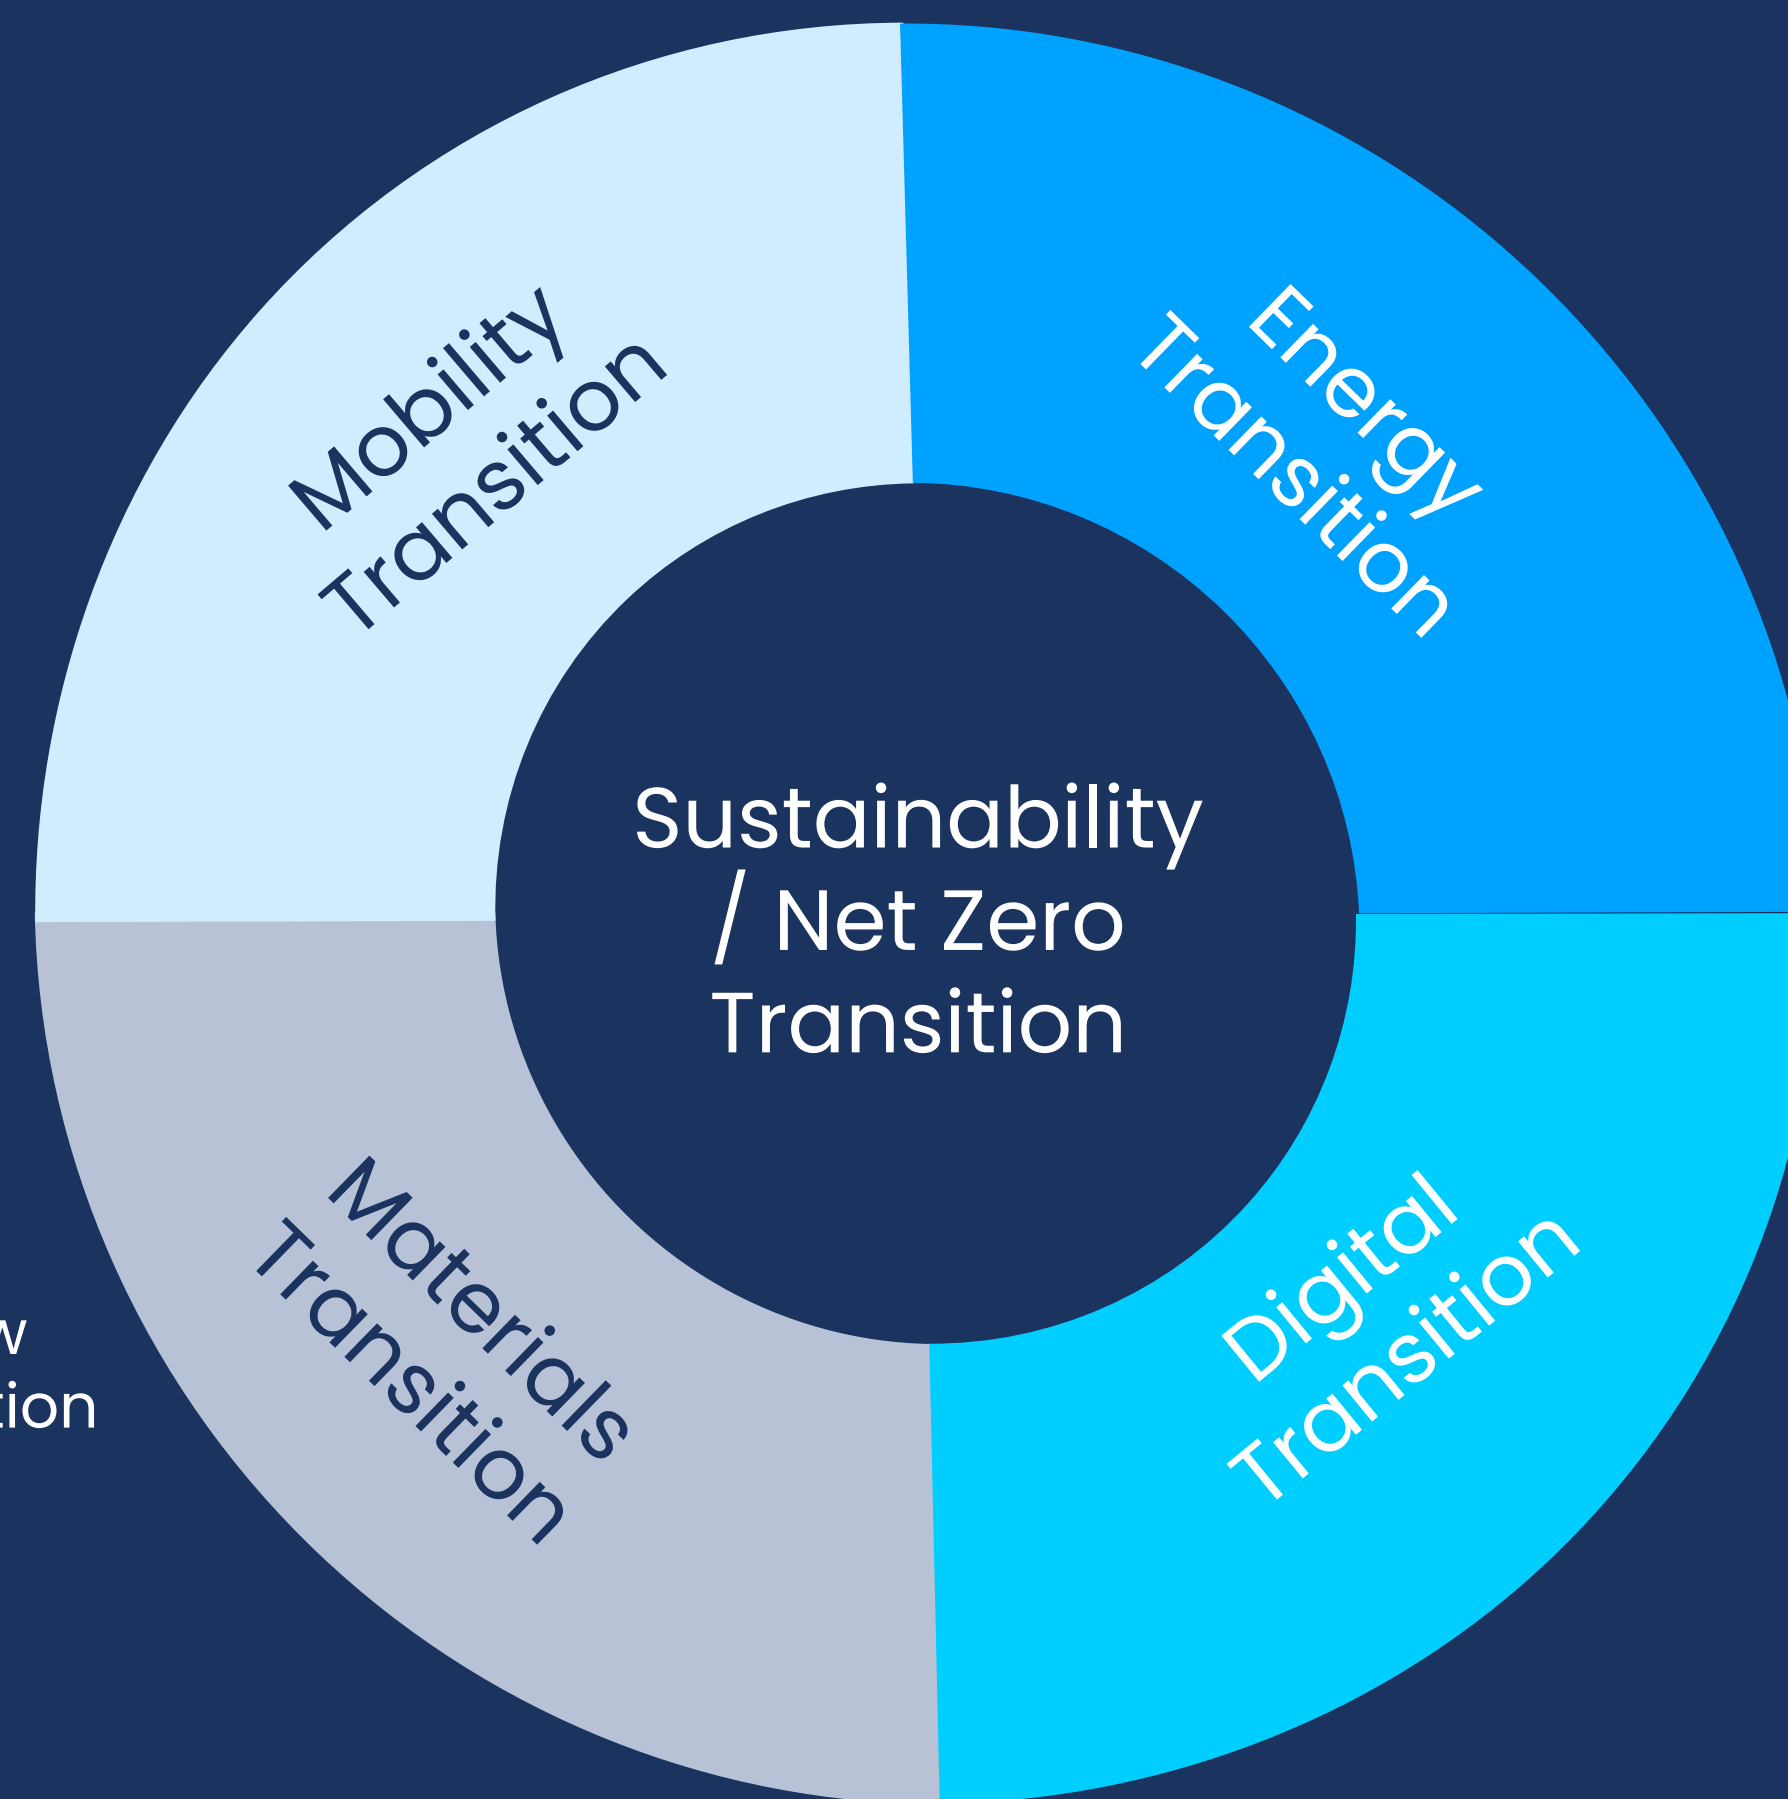 Mobility
Transition
Energy
Transition
Sustainability
/ Net Zero
Transition
Materials
Transition
Digital
Transition